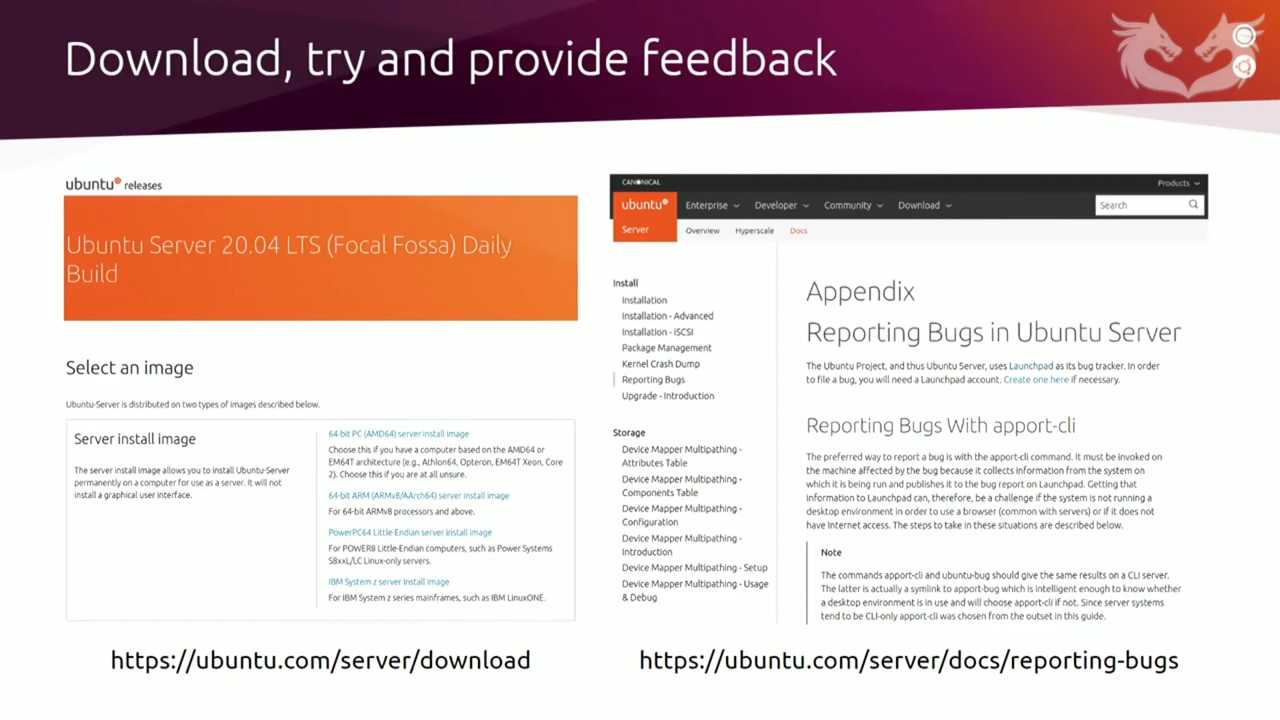 Download, try and provide feedback
ubuntu releases
Ubuntu Server 20.04 LTS (Focal Fossa) Daily
Build
Select an image
Ubuntu-Server is distributed on two types of images described below.
Server install image
The server install image allows you to install Ubuntu-Server
permanently on a computer for use as a server. It will not
install a graphical user interface.
64-bit PC (AMD64) server install image
Choose this if you have a computer based on the AMD64 or
EM64T architecture (e.g., Athlon64, Opteron, EM64T Xeon, Core
2). Choose this if you are at all unsure.
64-bit ARM (ARMv8/AArch64) server install image
For 64-bit ARMv8 processors and above.
PowerPC64 Little-Endian server install image
For POWER8 Little-Endian computers, such as Power Systems
S8xxL/LC Linux-only servers.
IBM System z server install image
For IBM System z series mainframes, such as IBM LinuxONE.
https://ubuntu.com/server/download
CANONICAL
Products
ubuntu
Enterprise
Developer
Community
Download
Search
Server
Overview
Hyperscale
Docs
Install
Installation
Installation - Advanced
Installation - iSCSI
Package Management
Kernel Crash Dump
Reporting Bugs
Upgrade - Introduction
Storage
Device Mapper Multipathing -
Attributes Table
Device Mapper Multipathing -
Components Table
Device Mapper Multipathing -
Configuration
Device Mapper Multipathing -
Introduction
Device Mapper Multipathing - Setup
Device Mapper Multipathing - Usage
& Debug
Appendix
Reporting Bugs in Ubuntu Server
The Ubuntu Project, and thus Ubuntu Server, uses Launchpad as its bug tracker. In order
to file a bug, you will need a Launchpad account. Create one here if necessary.
Reporting Bugs With apport-cli
The preferred way to report a bug is with the apport-cli command. It must be invoked on
the machine affected by the bug because it collects information from the system on
which it is being run and publishes it to the bug report on Launchpad. Getting that
information to Launchpad can, therefore, be a challenge if the system is not running a
desktop environment in order to use a browser (common with servers) or if it does not
have Internet access. The steps to take in these situations are described below.
Note
The commands apport-cli and ubuntu-bug should give the same results on a CLI server.
The latter is actually a symlink to apport-bug which is intelligent enough to know whether
a desktop environment is in use and will choose apport-cli if not. Since server systems
tend to be CLI-only apport-cli was chosen from the outset in this guide.
https://ubuntu.com/server/docs/reporting-bugs